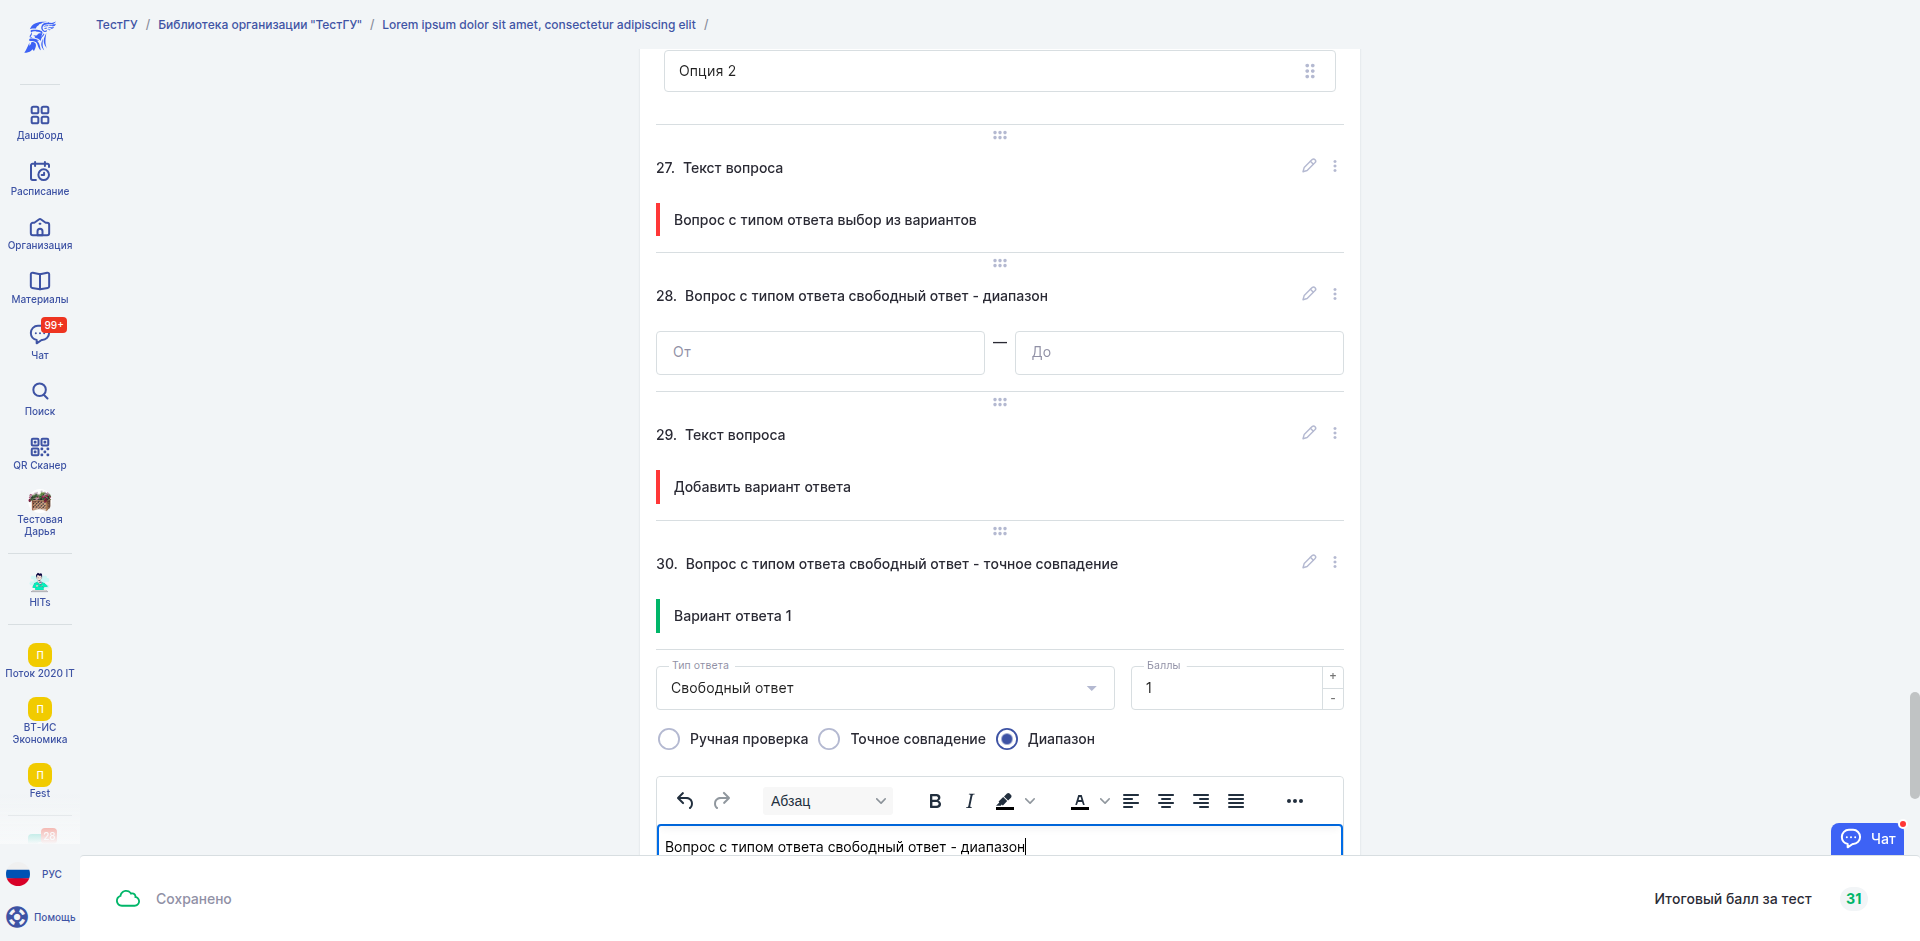 ТестГУ / Библиотека организации "ТестГУ" / Lorem ipsum dolor sit amet, consectetur adipiscing elit /
Дашборд
Расписание
Организация
Материалы
99+
Чат
Поиск
QR Сканер
Тестовая
Дарья
HITs
П
Поток 2020 IT
П
ВТ-ИС
Экономика
П
Fest
28
РУС
Помощь
Опция 2
27. Текст вопроса
Вопрос с типом ответа выбор из вариантов
28. Вопрос с типом ответа свободный ответ - диапазон
От — До
29. Текст вопроса
Добавить вариант ответа
30. Вопрос с типом ответа свободный ответ - точное совпадение
Вариант ответа 1
Тип ответа
Свободный ответ
Баллы
1
+
-
Ручная проверка Точное совпадение Диапазон
Абзац B I A
Вопрос с типом ответа свободный ответ - диапазон
Чат
Сохранено
Итоговый балл за тест 31